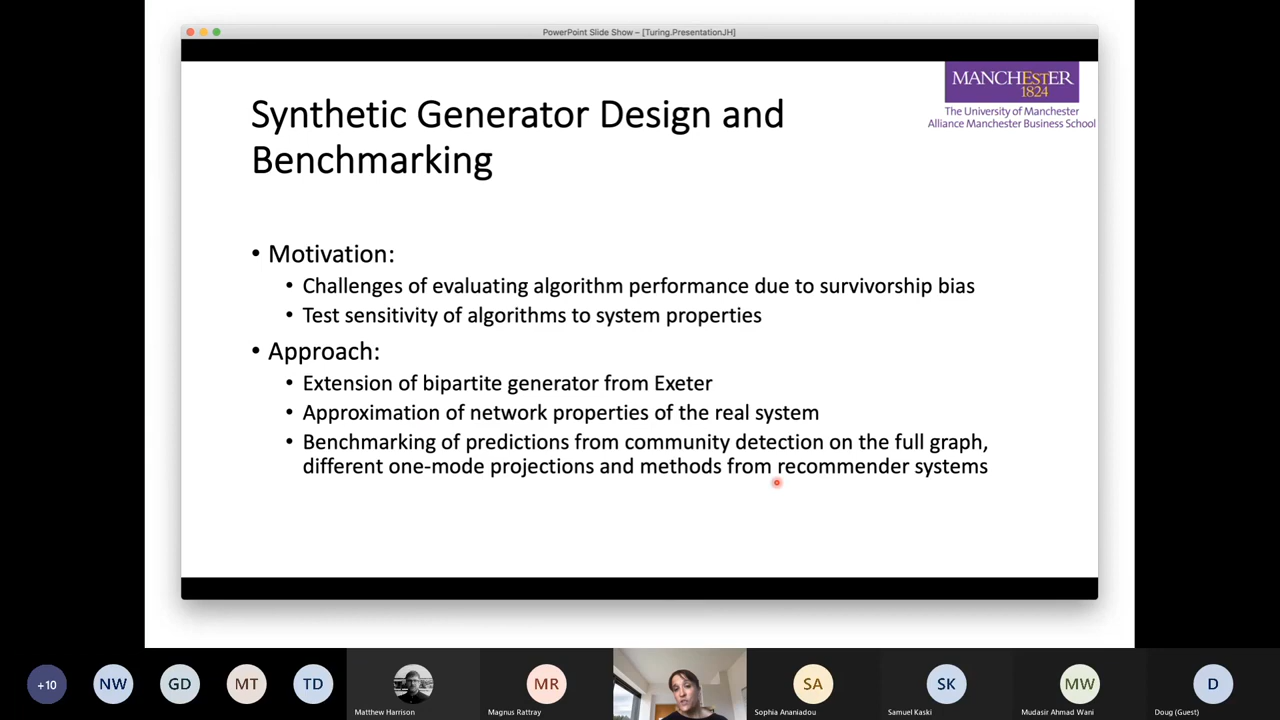 PowerPoint Slide Show – [Turing.PresentationJH]
MANCHESTER
1824
The University of Manchester
Alliance Manchester Business School
Synthetic Generator Design and
Benchmarking
• Motivation:
• Challenges of evaluating algorithm performance due to survivorship bias
• Test sensitivity of algorithms to system properties
• Approach:
• Extension of bipartite generator from Exeter
• Approximation of network properties of the real system
• Benchmarking of predictions from community detection on the full graph,
different one-mode projections and methods from recommender systems
+10
NW
GD
MT
TD
Matthew Harrison
MR
Magnus Rattray
SA
Sophia Ananiadou
SK
Samuel Kaski
MW
Mudasir Ahmad Wani
D
Doug (Guest)